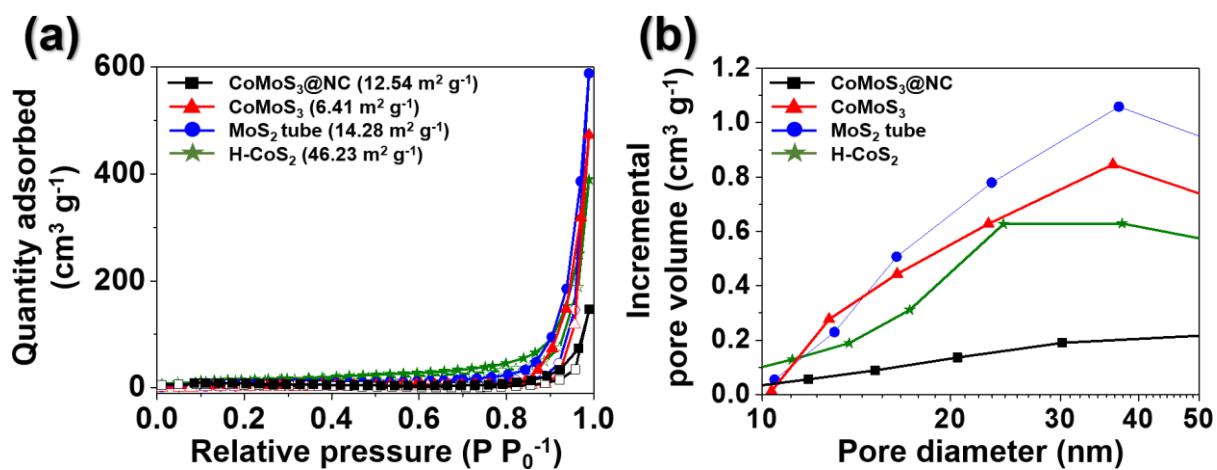 (a)
Quantity adsorbed
(cm³ g⁻¹)
600
400
200
0
CoMoS₃@NC (12.54 m² g⁻¹)
CoMoS₃ (6.41 m² g⁻¹)
MoS₂ tube (14.28 m² g⁻¹)
H-CoS₂ (46.23 m² g⁻¹)
0.0 0.2 0.4 0.6 0.8 1.0
Relative pressure (P P₀⁻¹)
(b)
Incremental
pore volume (cm³ g⁻¹)
1.2
1.0
0.8
0.6
0.4
0.2
0.0
CoMoS₃@NC
CoMoS₃
MoS₂ tube
H-CoS₂
10 20 30 40 50
Pore diameter (nm)